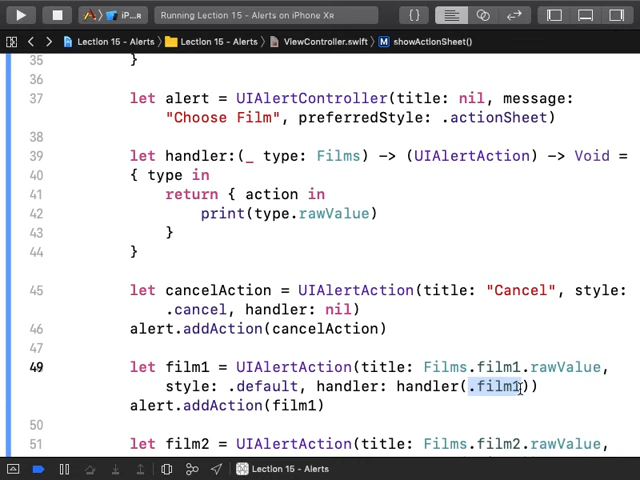 iP...R
Running Lection 15 - Alerts on iPhone XR
Lection 15 - Alerts
Lection 15 - Alerts
ViewController.swift
M
showActionSheet()
35 }
36
37 let alert = UIAlertController(title: nil, message:
"Choose Film", preferredStyle: .actionSheet)
38
39 let handler:(_ type: Films) -> (UIAlertAction) -> Void =
40 { type in
41 return { action in
42 print(type.rawValue)
43 }
44 }
45 let cancelAction = UIAlertAction(title: "Cancel", style:
.cancel, handler: nil)
46 alert.addAction(cancelAction)
47
49 let film1 = UIAlertAction(title: Films.film1.rawValue,
style: .default, handler: handler(.film1))
alert.addAction(film1)
50
51 let film2 = UIAlertAction(title: Films.film2.rawValue,
Lection 15 - Alerts